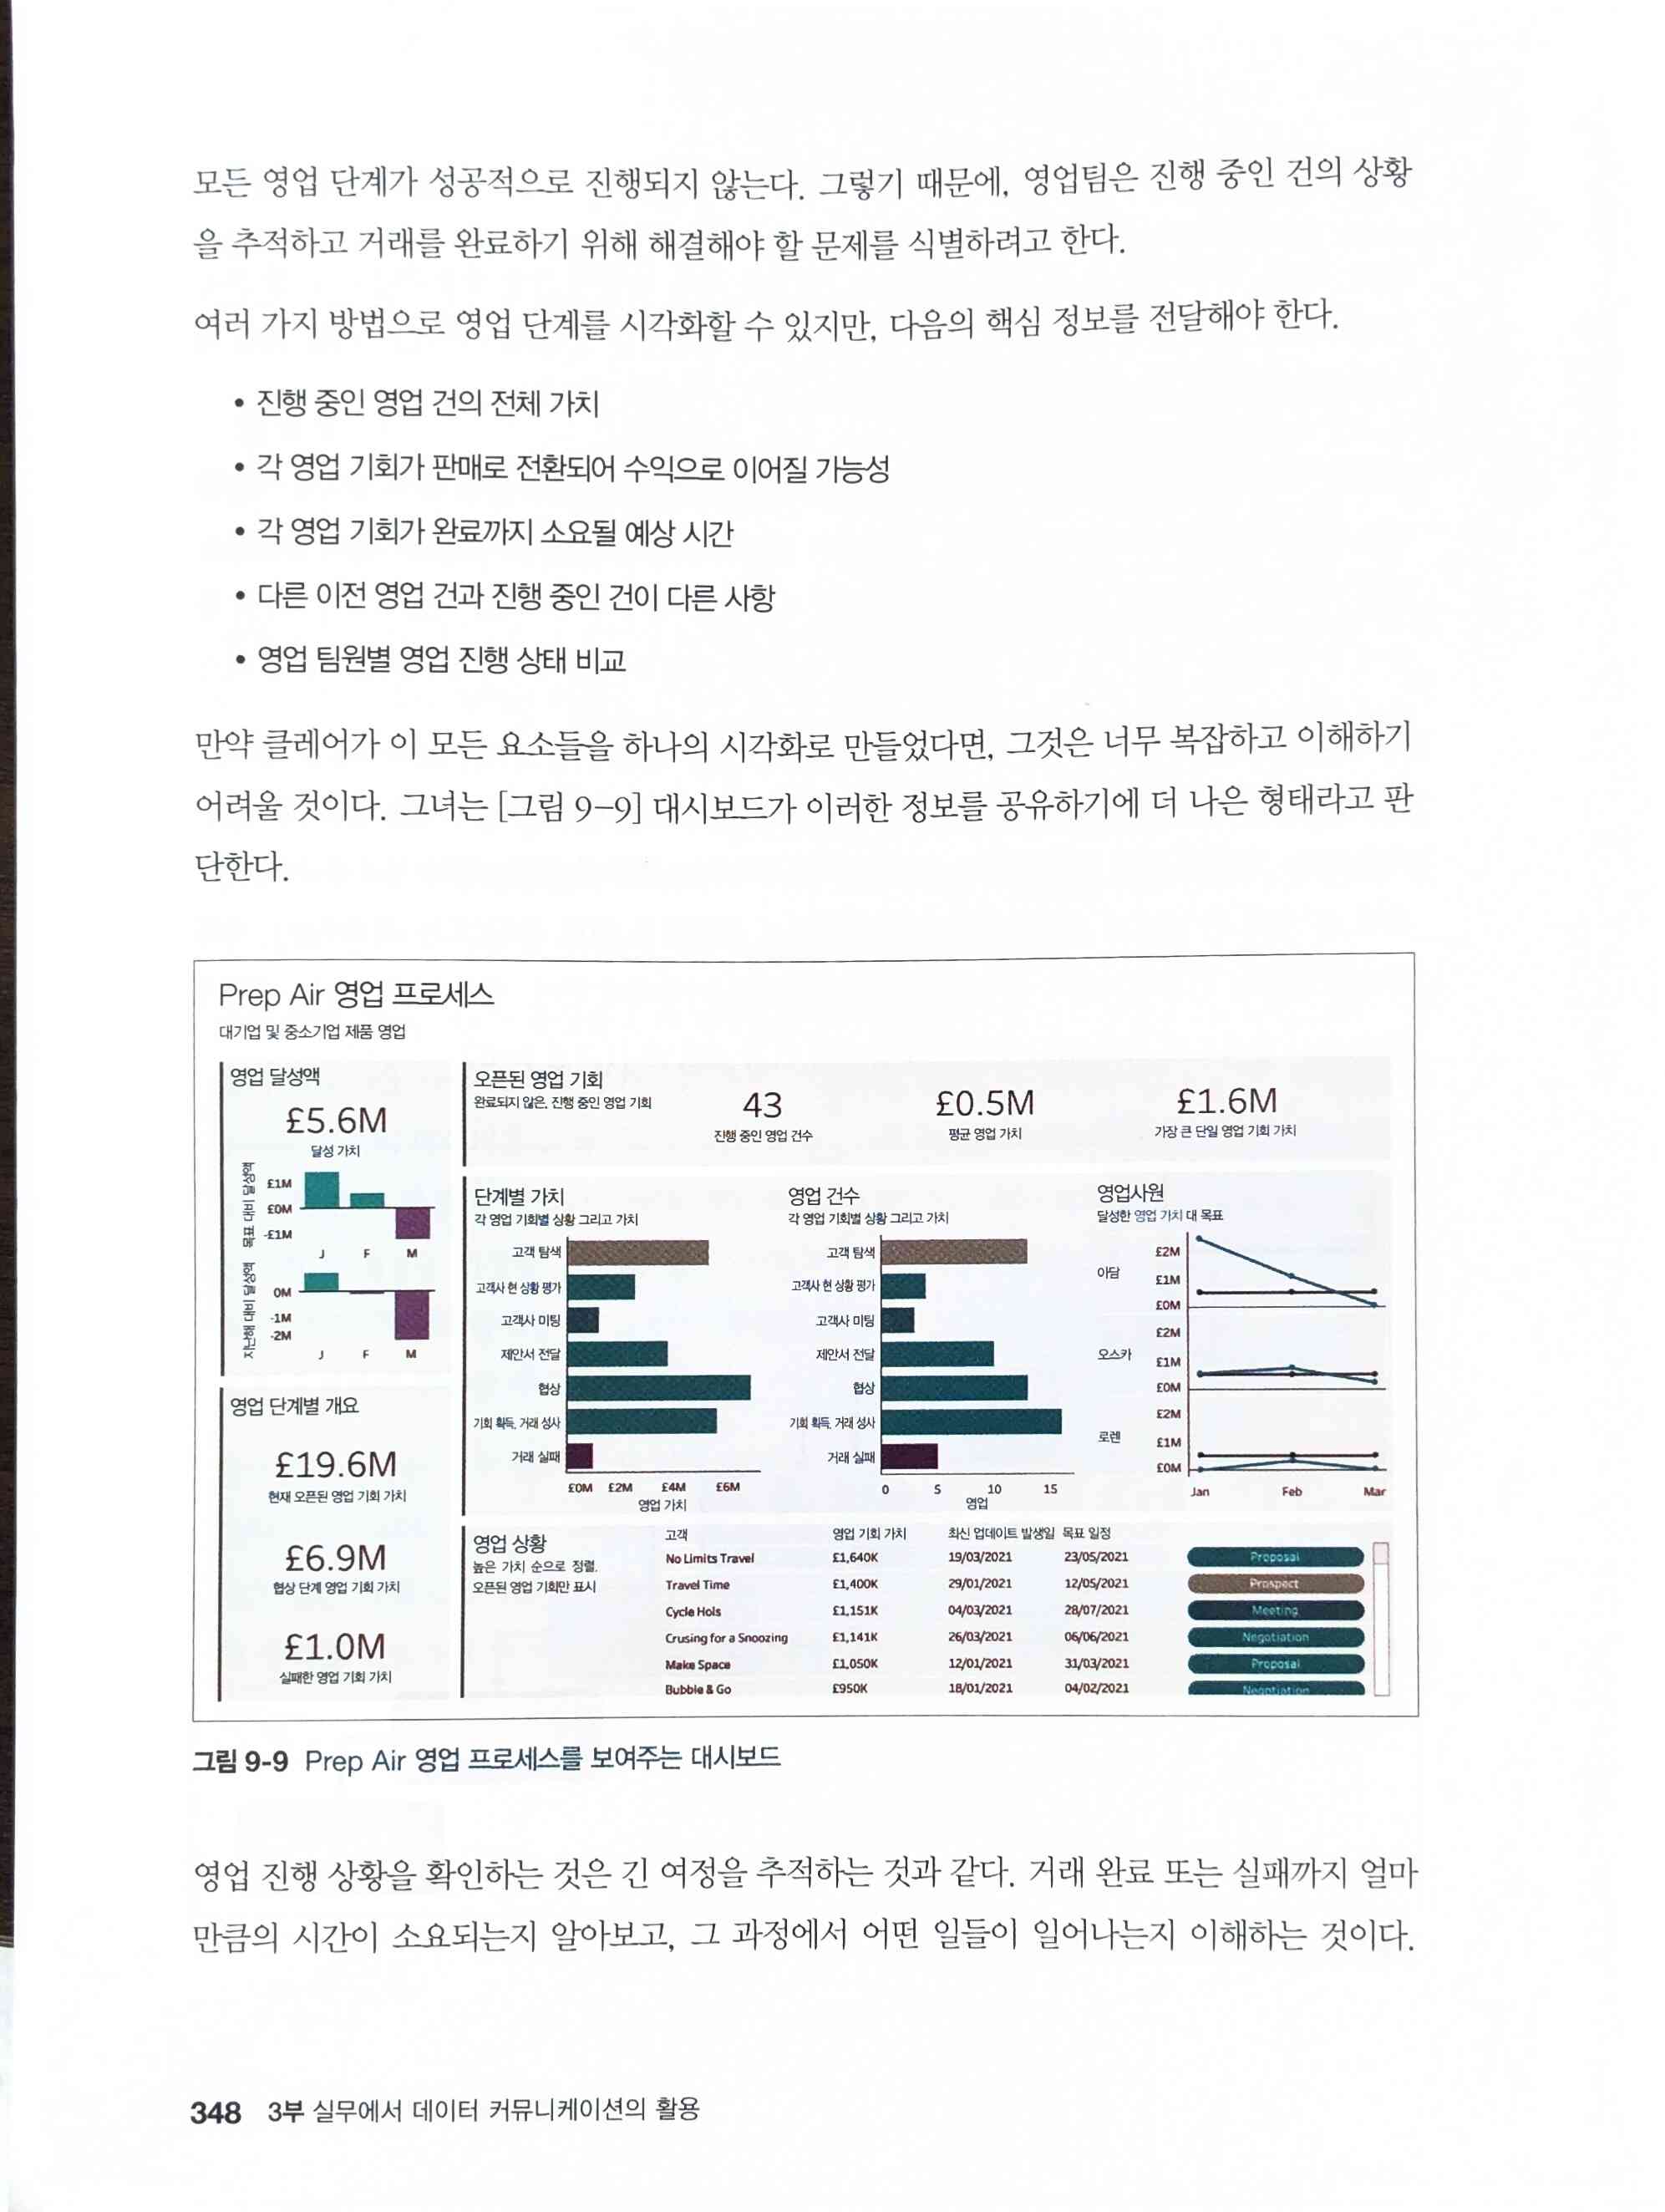 모든 영업 단계가 성공적으로 진행되지 않는다. 그렇기 때문에, 영업팀은 진행 중인 건의 상황
을 추적하고 거래를 완료하기 위해 해결해야 할 문제를 식별하려고 한다.
여러 가지 방법으로 영업 단계를 시각화할 수 있지만, 다음의 핵심 정보를 전달해야 한다.
• 진행 중인 영업 건의 전체 가치
• 각 영업 기회가 판매로 전환되어 수익으로 이어질 가능성
• 각 영업 기회가 완료까지 소요될 예상 시간
• 다른 이전 영업 건과 진행 중인 건이 다른 사항
• 영업 팀원별 영업 진행 상태 비교
만약 클레어가 이 모든 요소들을 하나의 시각화로 만들었다면, 그것은 너무 복잡하고 이해하기
어려울 것이다. 그녀는 [그림 9-9] 대시보드가 이러한 정보를 공유하기에 더 나은 형태라고 판
단한다.
Prep Air 영업 프로세스
대기업 및 중소기업 제품 영업
영업 달성액
£5.6M
달성 가치
목표 대비 달성액
£1M
£0M
-£1M
J F M
지난해 대비 달성액
0M
-1M
-2M
J F M
영업 단계별 개요
£19.6M
현재 오픈된 영업 기회 가치
£6.9M
협상 단계 영업 기회 가치
£1.0M
실패한 영업 기회 가치
오픈된 영업 기회
완료되지 않은, 진행 중인 영업 기회
43
진행 중인 영업 건수
£0.5M
평균 영업 가치
£1.6M
가장 큰 단일 영업 기회 가치
단계별 가치
각 영업 기회별 상황 그리고 가치
고객 탐색
고객사 현 상황 평가
고객사 미팅
제안서 전달
협상
기회 획득, 거래 성사
거래 실패
£0M £2M £4M £6M
영업 가치
영업 건수
각 영업 기회별 상황 그리고 가치
고객 탐색
고객사 현 상황 평가
고객사 미팅
제안서 전달
협상
기회 획득, 거래 성사
거래 실패
0 5 10 15
영업
영업사원
달성한 영업 가치 대 목표
아담
£2M
£1M
£0M
오스카
£2M
£1M
£0M
로렌
£2M
£1M
£0M
Jan Feb Mar
영업 상황
높은 가치 순으로 정렬.
오픈된 영업 기회만 표시
고객 영업 기회 가치 최신 업데이트 발생일 목표 일정
No Limits Travel £1,640K 19/03/2021 23/05/2021 Proposal
Travel Time £1,400K 29/01/2021 12/05/2021 Prospect
Cycle Hols £1,151K 04/03/2021 28/07/2021 Meeting
Crusing for a Snoozing £1,141K 26/03/2021 06/06/2021 Negotiation
Make Space £1,050K 12/01/2021 31/03/2021 Proposal
Bubble & Go £950K 18/01/2021 04/02/2021 Negotiation
그림 9-9 Prep Air 영업 프로세스를 보여주는 대시보드
영업 진행 상황을 확인하는 것은 긴 여정을 추적하는 것과 같다. 거래 완료 또는 실패까지 얼마
만큼의 시간이 소요되는지 알아보고, 그 과정에서 어떤 일들이 일어나는지 이해하는 것이다.
348 3부 실무에서 데이터 커뮤니케이션의 활용